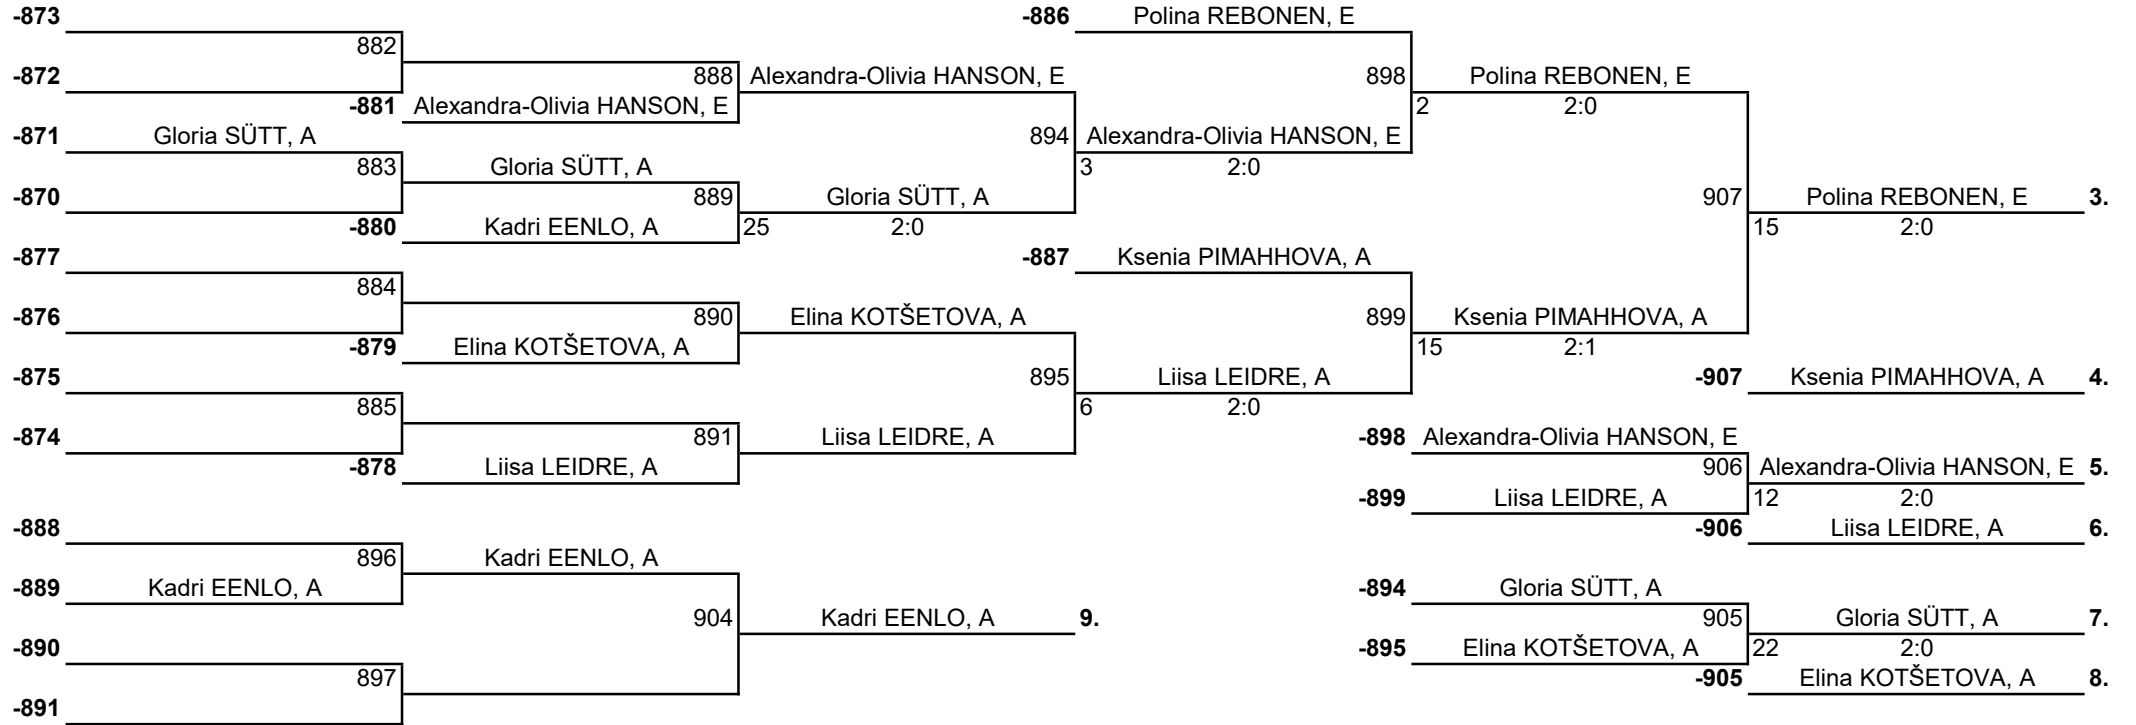 -873 -886 Polina REBONEN, E
882
-872 888 Alexandra-Olivia HANSON, E 898 Polina REBONEN, E
-881 Alexandra-Olivia HANSON, E 2 2:0
-871 Gloria SÜTT, A 894 Alexandra-Olivia HANSON, E
883 Gloria SÜTT, A 3 2:0
-870 889 Gloria SÜTT, A 907 Polina REBONEN, E 3.
-880 Kadri EENLO, A 25 2:0 15 2:0
-877 -887 Ksenia PIMAHHOVA, A
884
-876 890 Elina KOTŠETOVA, A 899 Ksenia PIMAHHOVA, A
-879 Elina KOTŠETOVA, A 15 2:1
-875 895 Liisa LEIDRE, A -907 Ksenia PIMAHHOVA, A 4.
885 6 2:0
-874 891 Liisa LEIDRE, A -898 Alexandra-Olivia HANSON, E
-878 Liisa LEIDRE, A 906 Alexandra-Olivia HANSON, E 5.
-899 Liisa LEIDRE, A 12 2:0
-888 -906 Liisa LEIDRE, A 6.
896 Kadri EENLO, A
-889 Kadri EENLO, A -894 Gloria SÜTT, A
904 Kadri EENLO, A 9. 905 Gloria SÜTT, A 7.
-890 -895 Elina KOTŠETOVA, A 22 2:0
897 -905 Elina KOTŠETOVA, A 8.
-891